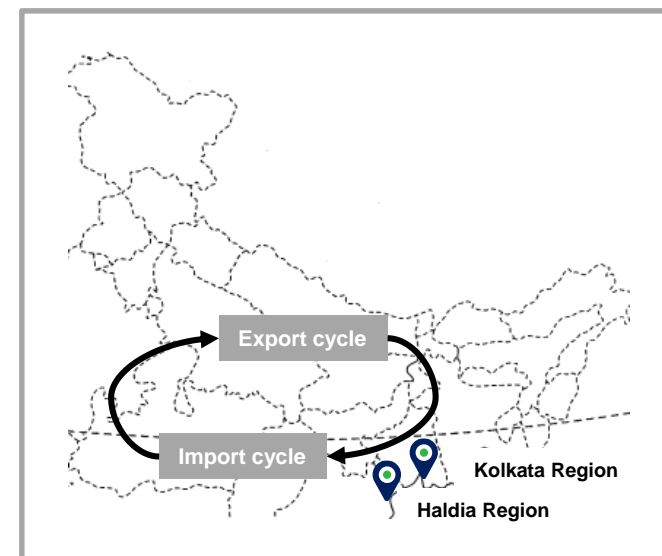 Export cycle
Import cycle
Kolkata Region
Haldia Region